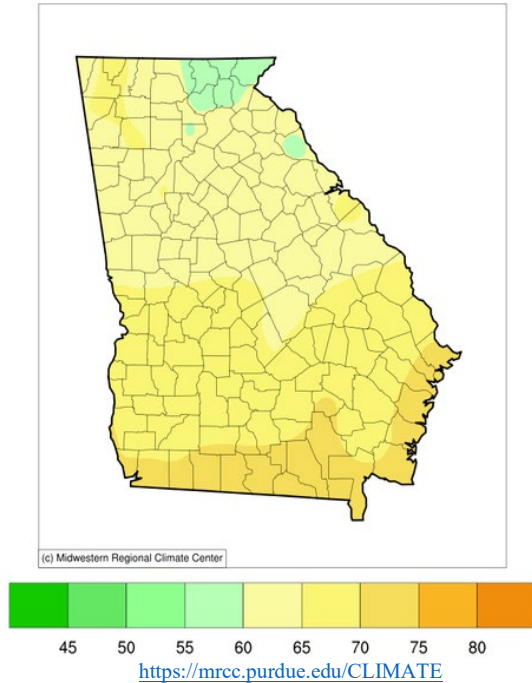 (c) Midwestern Regional Climate Center
45 50 55 60 65 70 75 80
https://mrcc.purdue.edu/CLIMATE